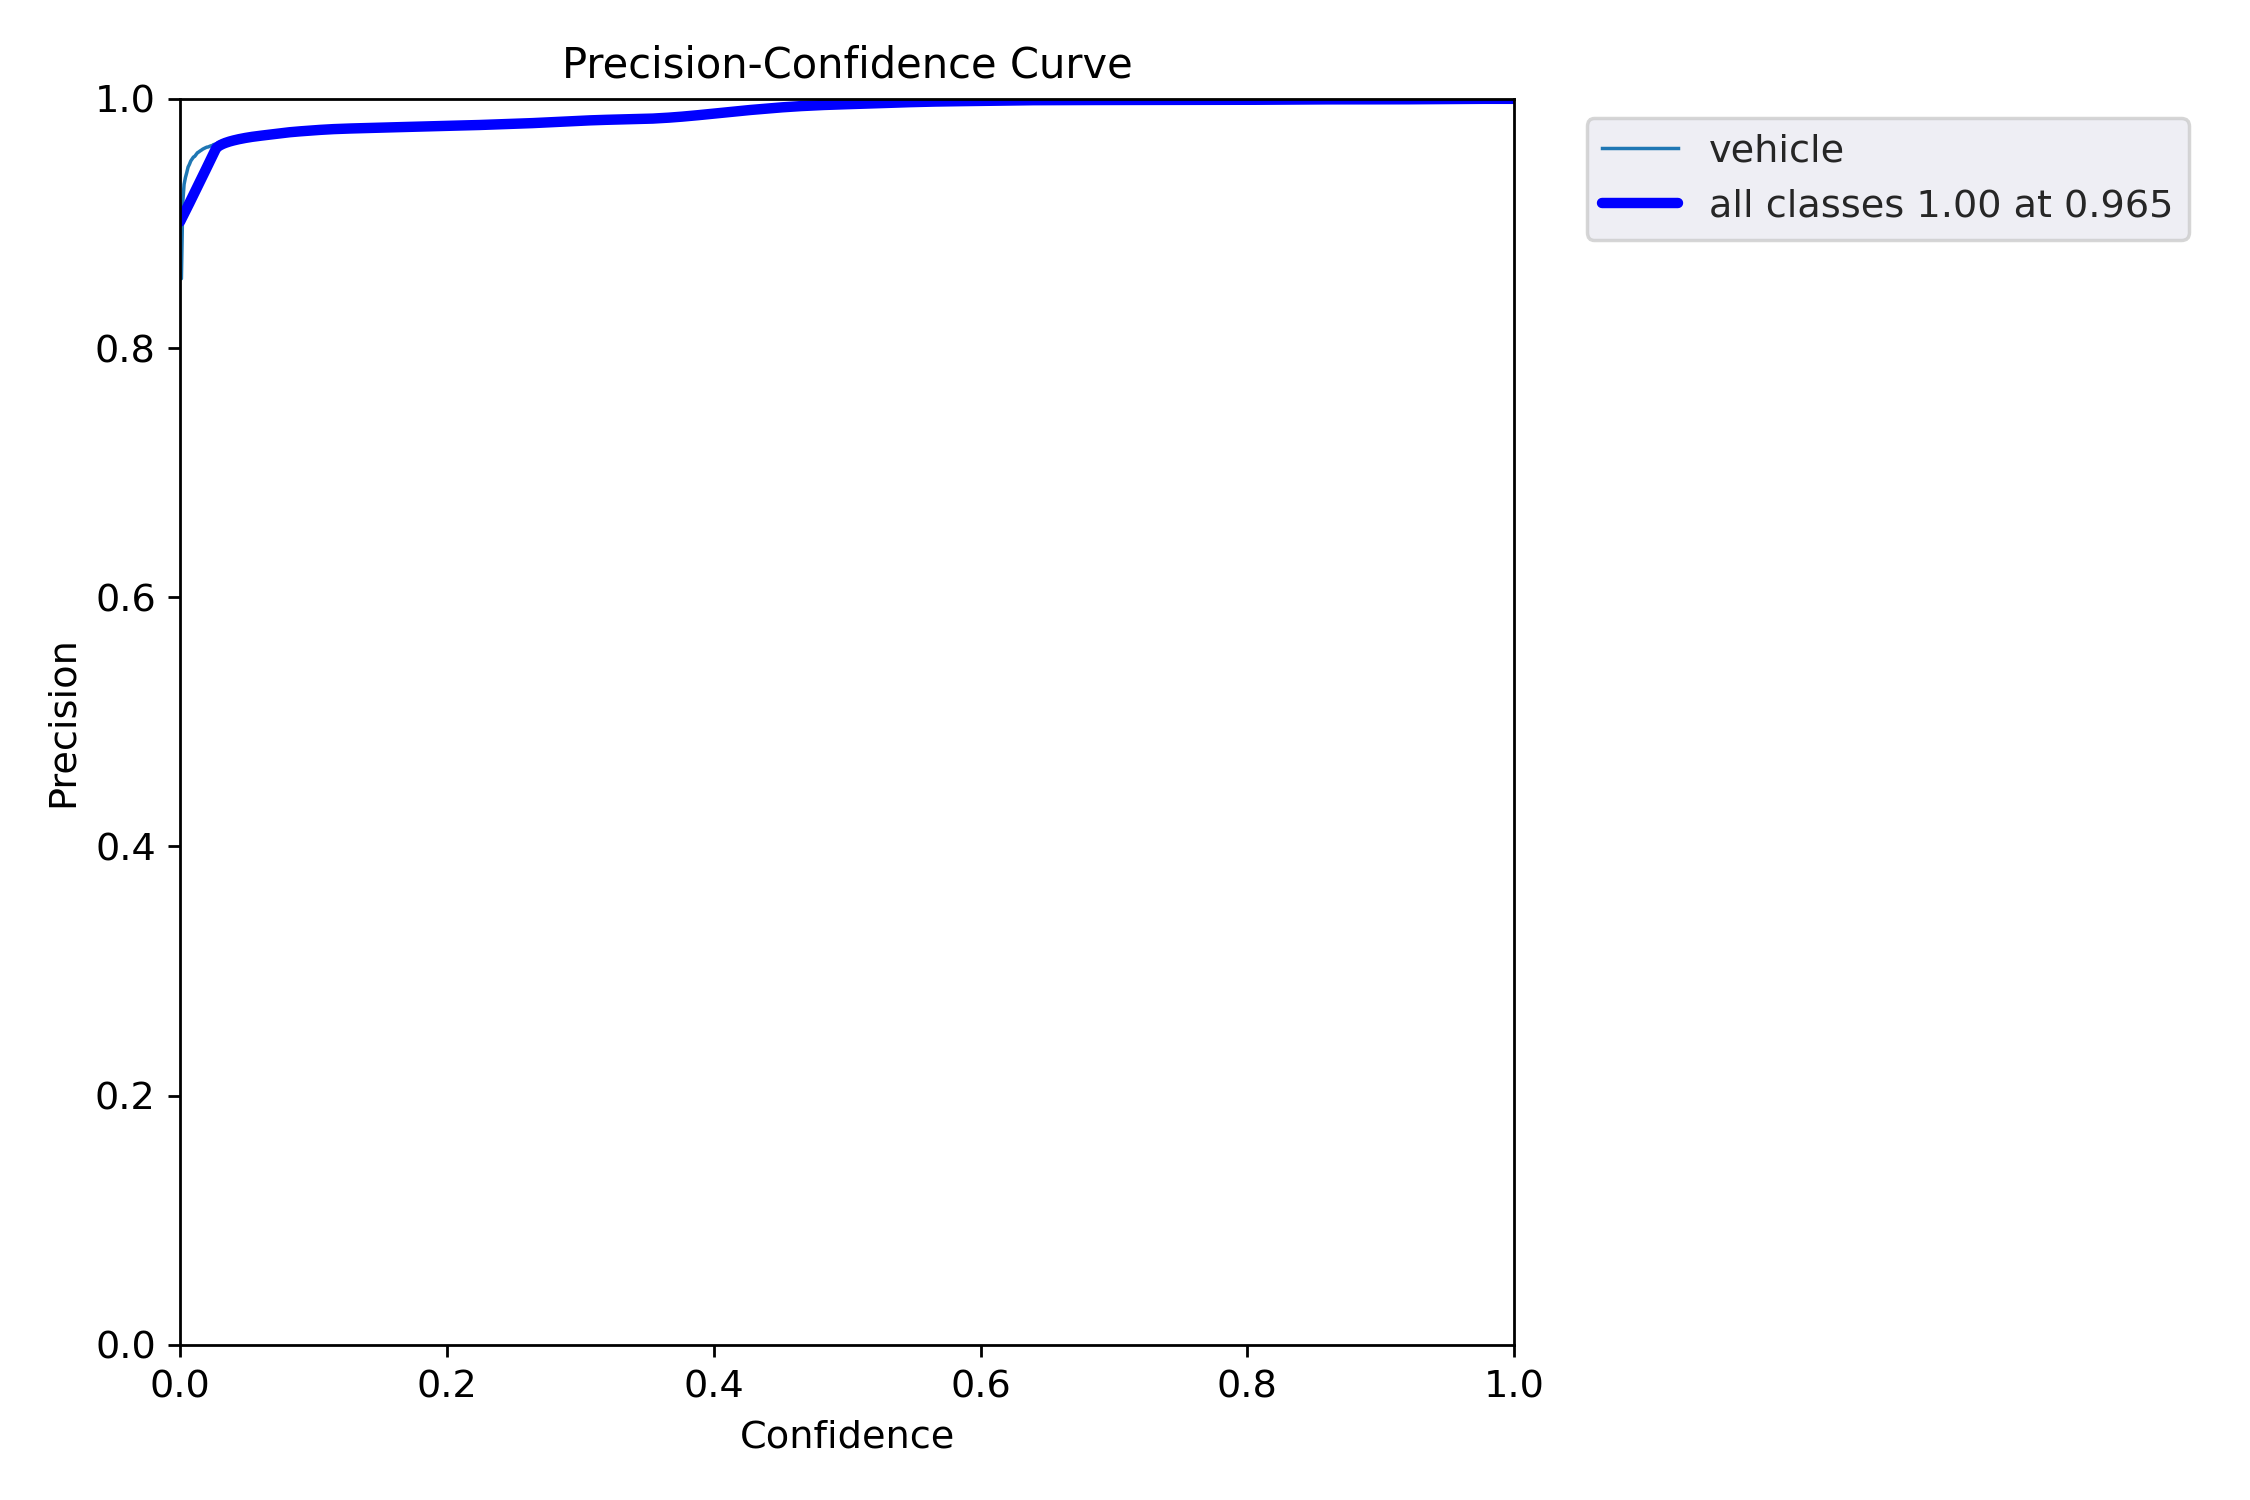 Precision-Confidence Curve
1.0
0.8
0.6
0.4
0.2
0.0
Precision
0.0 0.2 0.4 0.6 0.8 1.0
Confidence
vehicle
all classes 1.00 at 0.965